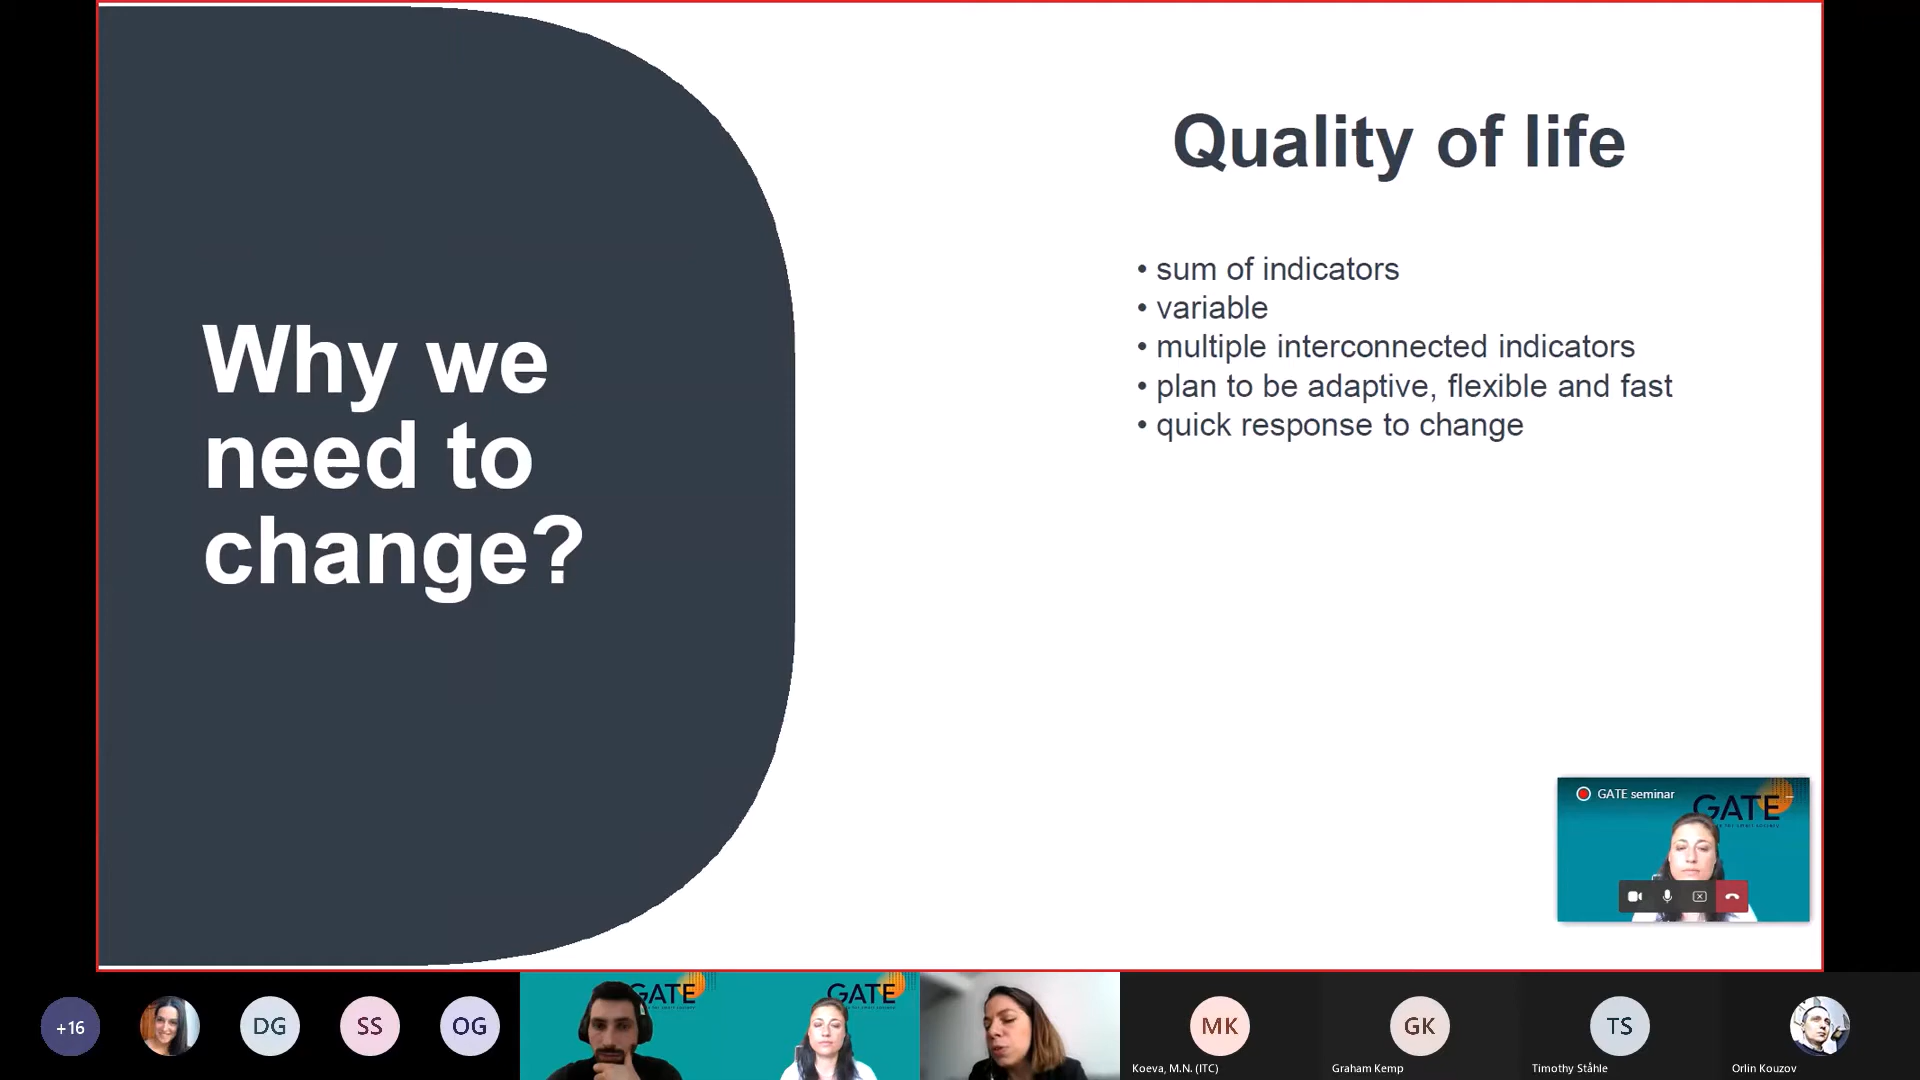 Why we
need to
change?
Quality of life
• sum of indicators
• variable
• multiple interconnected indicators
• plan to be adaptive, flexible and fast
• quick response to change
GATE seminar
GATE
+16
DG
SS
OG
GATE
GATE
MK
Koeva, M.N. (ITC)
GK
Graham Kemp
TS
Timothy Ståhle
Orlin Kouzov